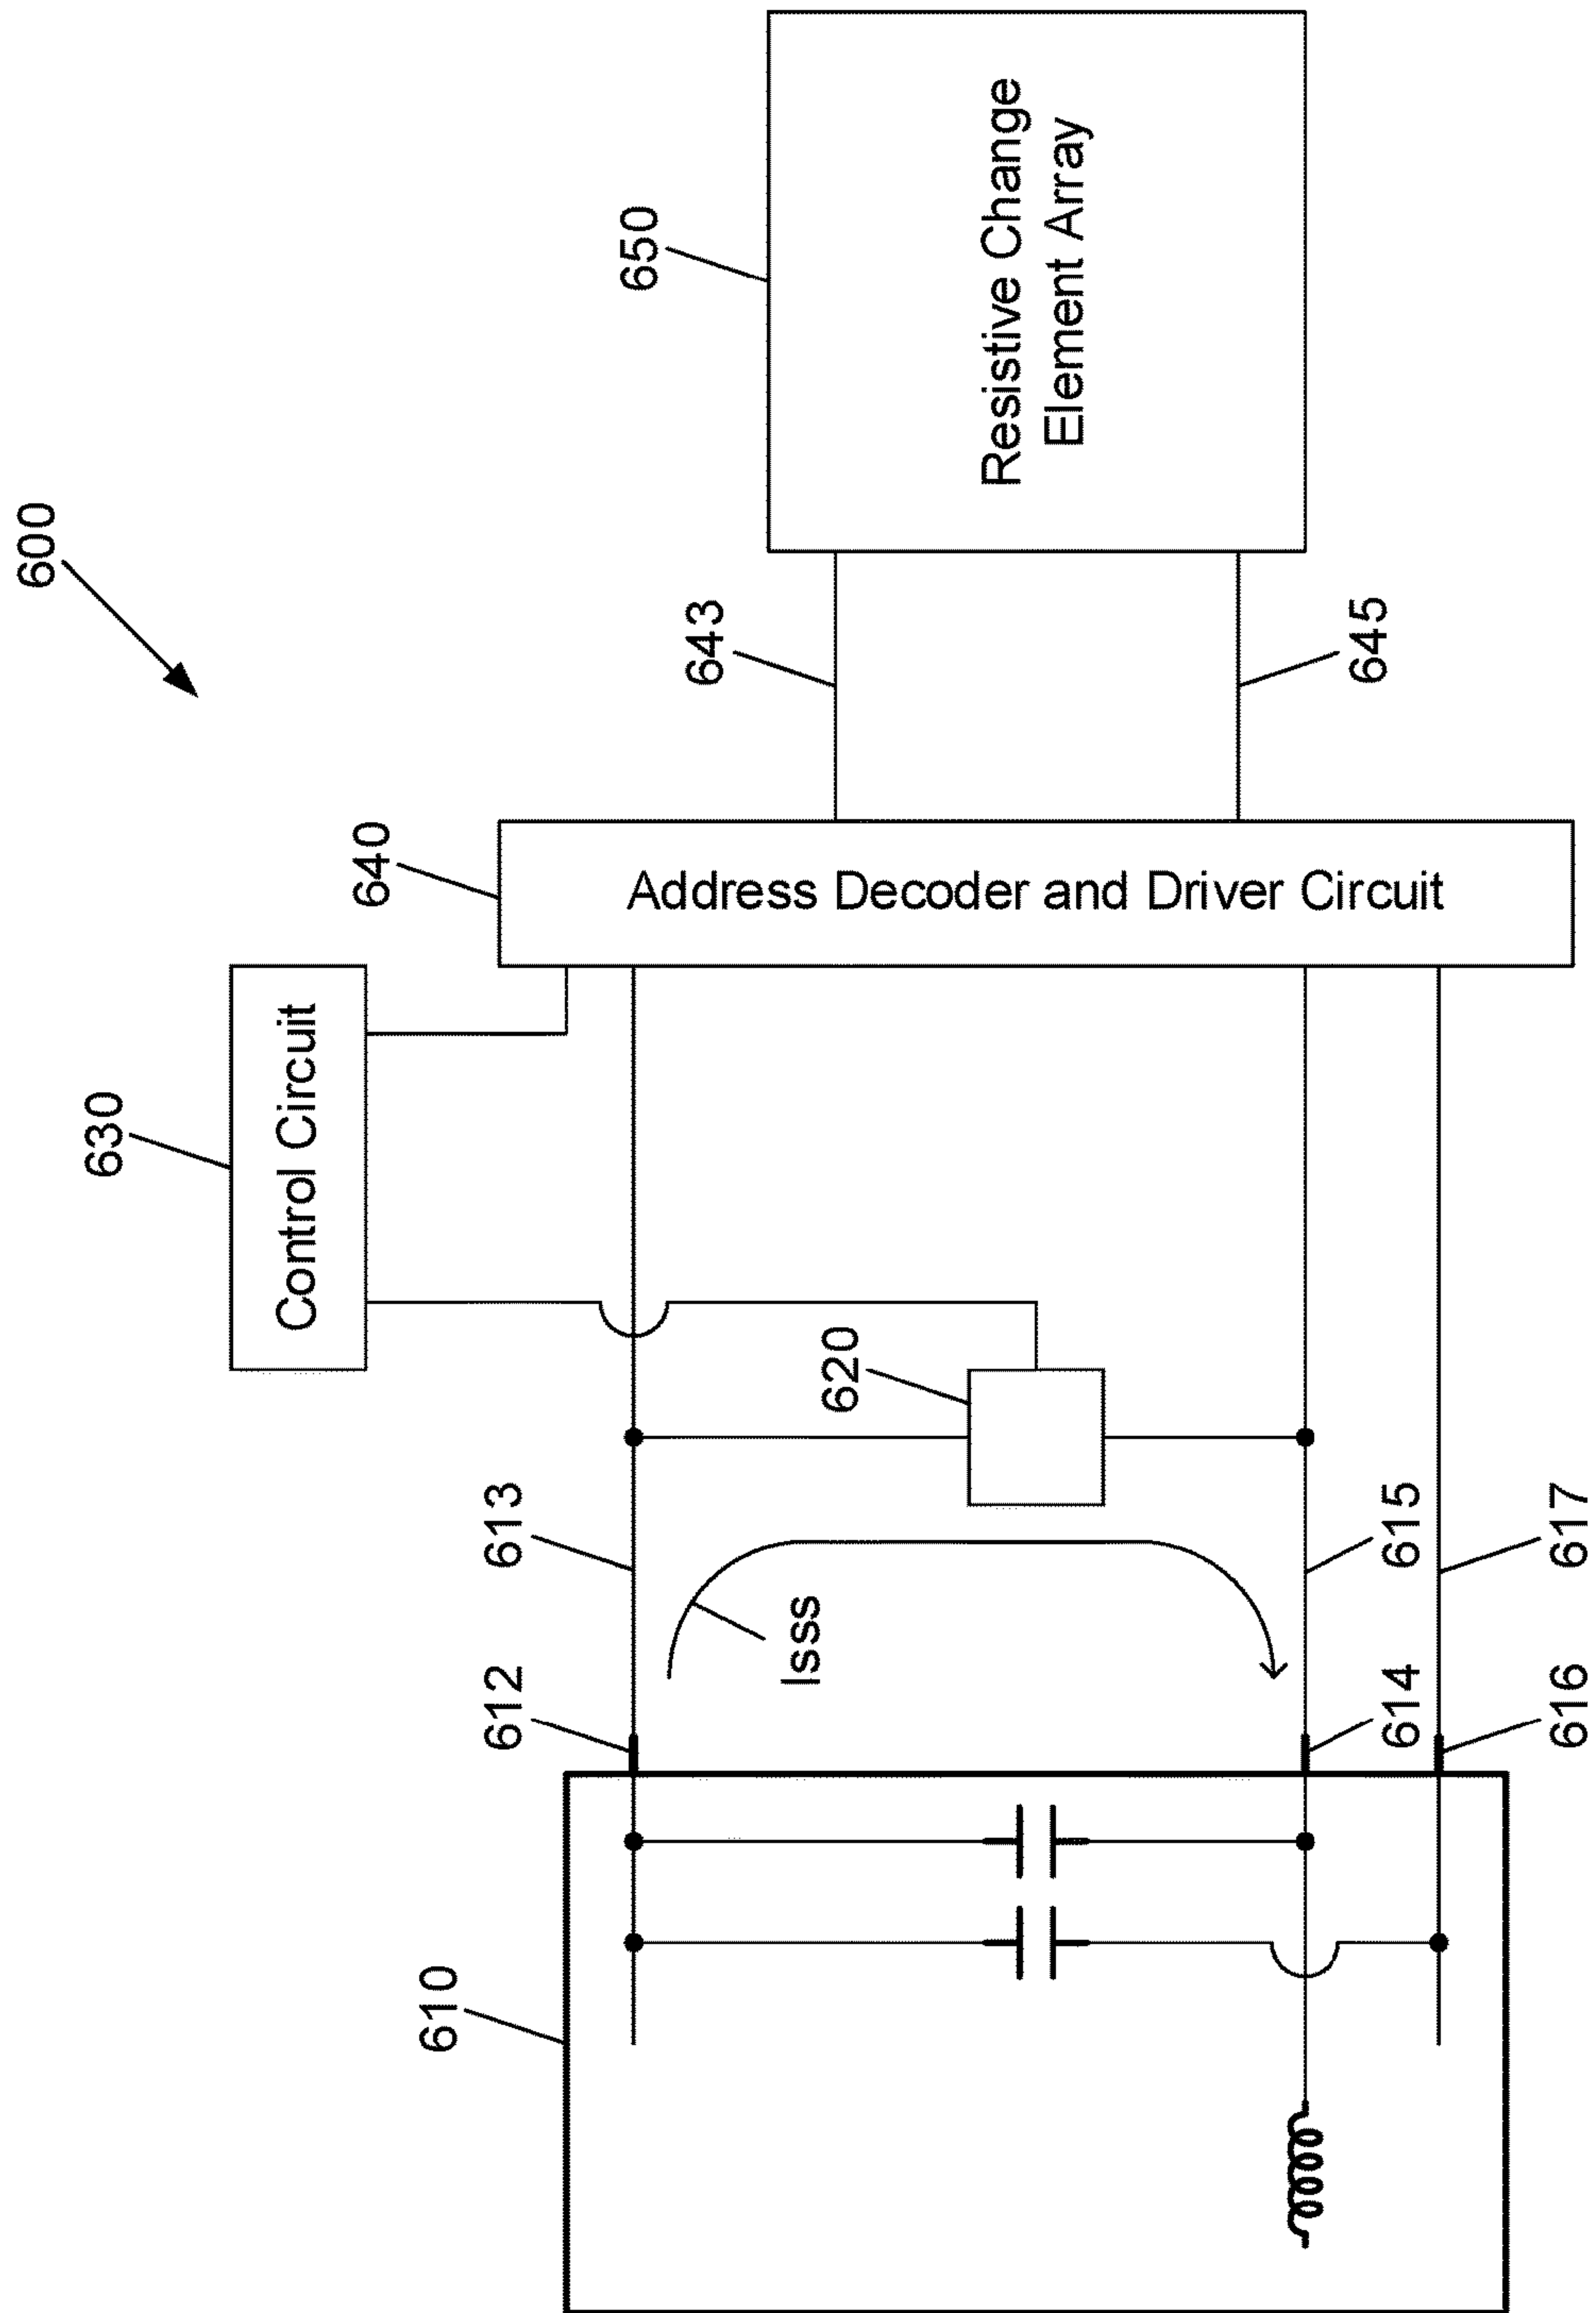 600
650
Resistive Change
Element Array
643
645
640
Address Decoder and Driver Circuit
630
Control Circuit
620
613
615
617
Isss
612
614
616
610